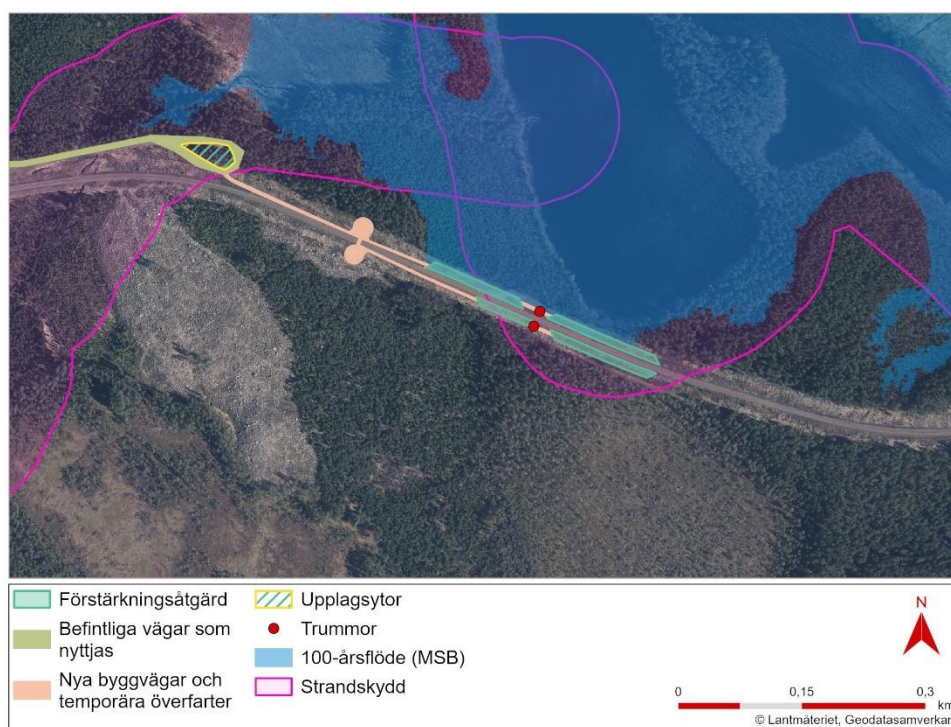 Förstärkningsåtgärd
Befintliga vägar som
nyttjas
Nya byggvägar och
temporära överfarter
Upplagsytor
Trummor
100-årsflöde (MSB)
Strandskydd
N
0 0,15 0,3
km
© Lantmäteriet, Geodatasamverkan